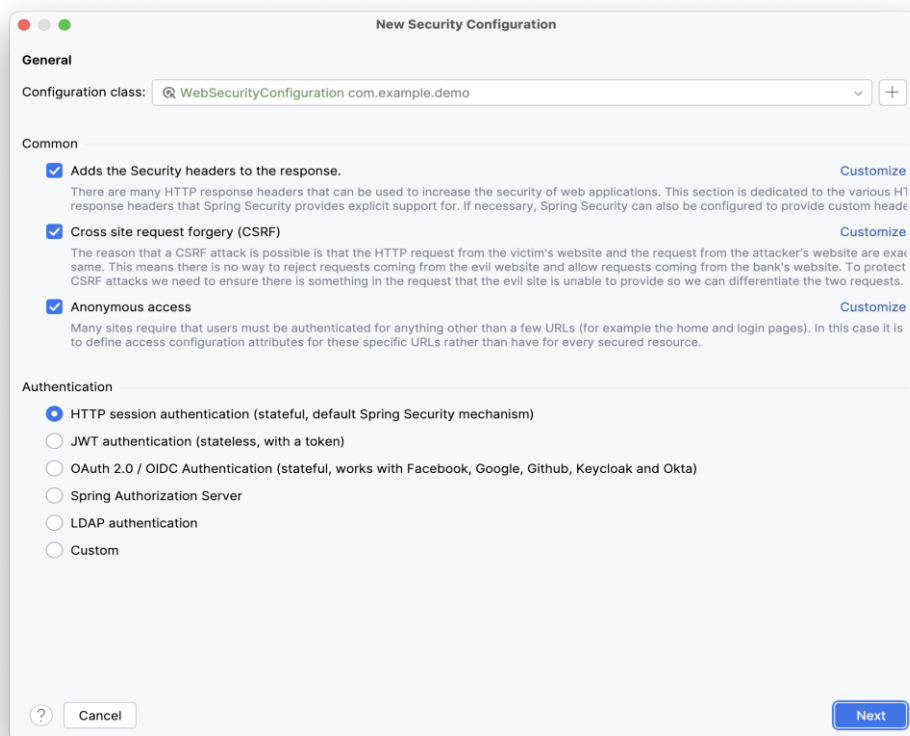 New Security Configuration
General
Configuration class: WebSecurityConfiguration com.example.demo
Common
Adds the Security headers to the response. Customize
There are many HTTP response headers that can be used to increase the security of web applications. This section is dedicated to the various
response headers that Spring Security provides explicit support for. If necessary, Spring Security can also be configured to provide custom
Cross site request forgery (CSRF) Customize
The reason that a CSRF attack is possible is that the HTTP request from the victim's website and the request from the attacker's website are
same. This means there is no way to reject requests coming from the evil website and allow requests coming from the bank's website. To protect
CSRF attacks we need to ensure there is something in the request that the evil site is unable to provide so we can differentiate the two requests.
Anonymous access Customize
Many sites require that users must be authenticated for anything other than a few URLs (for example the home and login pages). In this case it is
to define access configuration attributes for these specific URLs rather than have for every secured resource.
Authentication
HTTP session authentication (stateful, default Spring Security mechanism)
JWT authentication (stateless, with a token)
OAuth 2.0 / OIDC Authentication (stateful, works with Facebook, Google, Github, Keycloak and Okta)
Spring Authorization Server
LDAP authentication
Custom
? Cancel Next